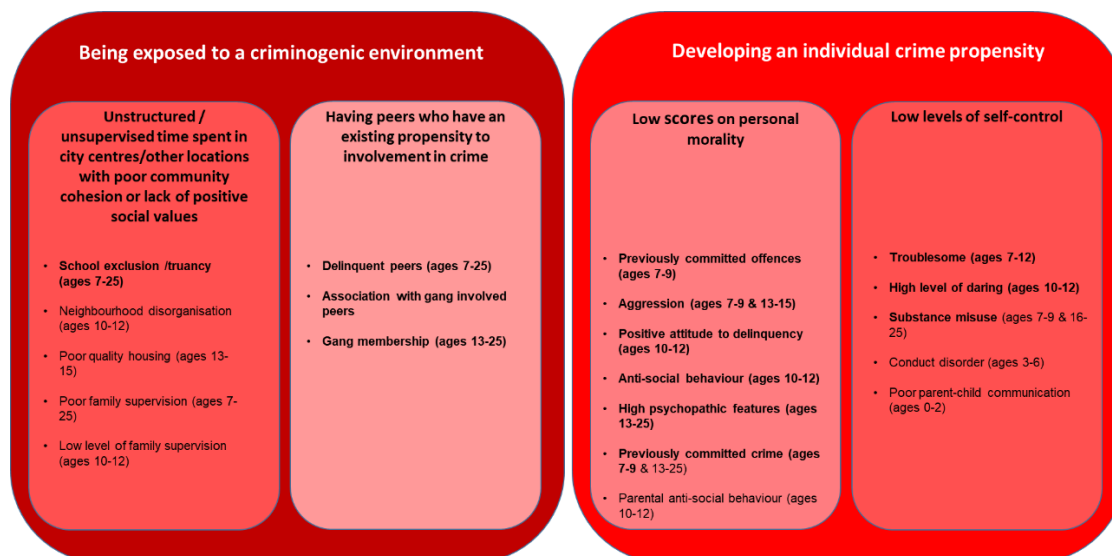 Being exposed to a criminogenic environment
Unstructured /
unsupervised time spent in
city centres/other locations
with poor community
cohesion or lack of positive
social values
• School exclusion /truancy
(ages 7-25)
• Neighbourhood disorganisation
(ages 10-12)
• Poor quality housing (ages 13-
15)
• Poor family supervision (ages 7-
25)
• Low level of family supervision
(ages 10-12)
Having peers who have an
existing propensity to
involvement in crime
• Delinquent peers (ages 7-25)
• Association with gang involved
peers
• Gang membership (ages 13-25)
Developing an individual crime propensity
Low scores on personal
morality
• Previously committed offences
(ages 7-9)
• Aggression (ages 7-9 & 13-15)
• Positive attitude to delinquency
(ages 10-12)
• Anti-social behaviour (ages 10-12)
• High psychopathic features (ages
13-25)
• Previously committed crime (ages
7-9 & 13-25)
• Parental anti-social behaviour (ages
10-12)
Low levels of self-control
• Troublesome (ages 7-12)
• High level of daring (ages 10-12)
• Substance misuse (ages 7-9 & 16-
25)
• Conduct disorder (ages 3-6)
• Poor parent-child communication
(ages 0-2)